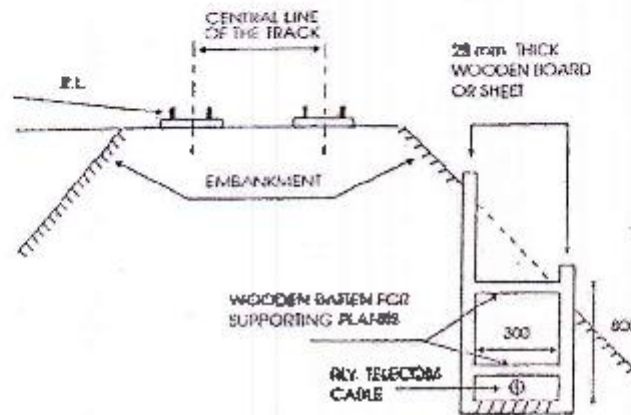 CENTRAL LINE
OF THE TRACK
25 mm THICK
WOODEN BOARD
OR SHEET
R.L.
EMBANKMENT
WOODEN BATTEN FOR
SUPPORTING PLANKS
300
RLY. TELECOM
CABLE